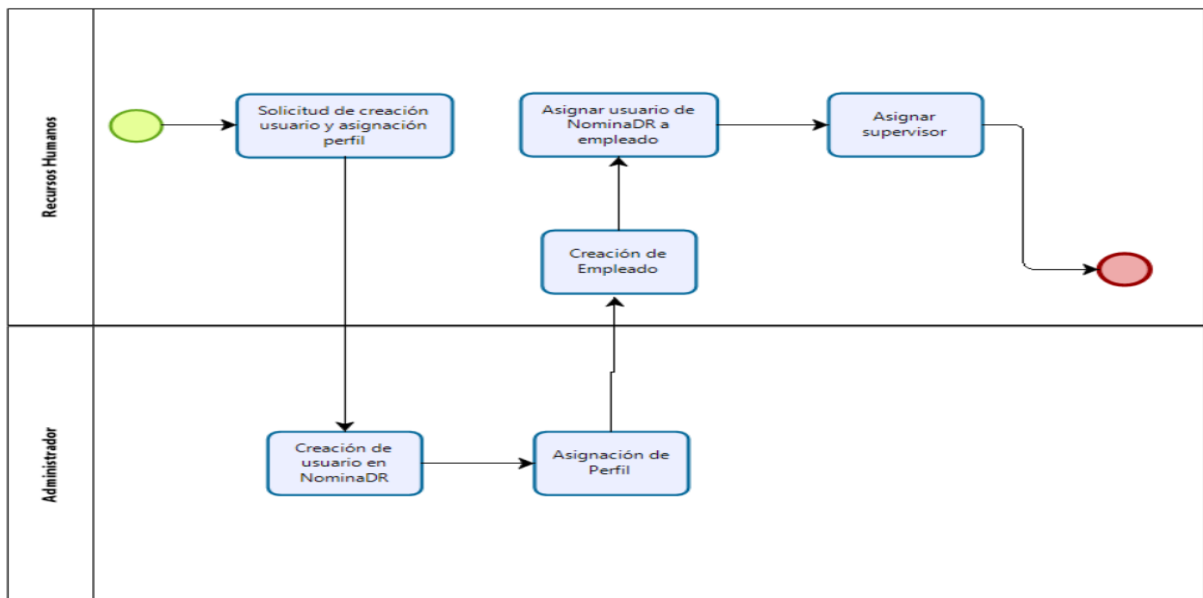 Recursos Humanos
Solicitud de creación
usuario y asignación
perfil
Asignar usuario de
NominaDR a
empleado
Asignar
supervisor
Creación de
Empleado
Administrador
Creación de
usuario en
NominaDR
Asignación de
Perfil